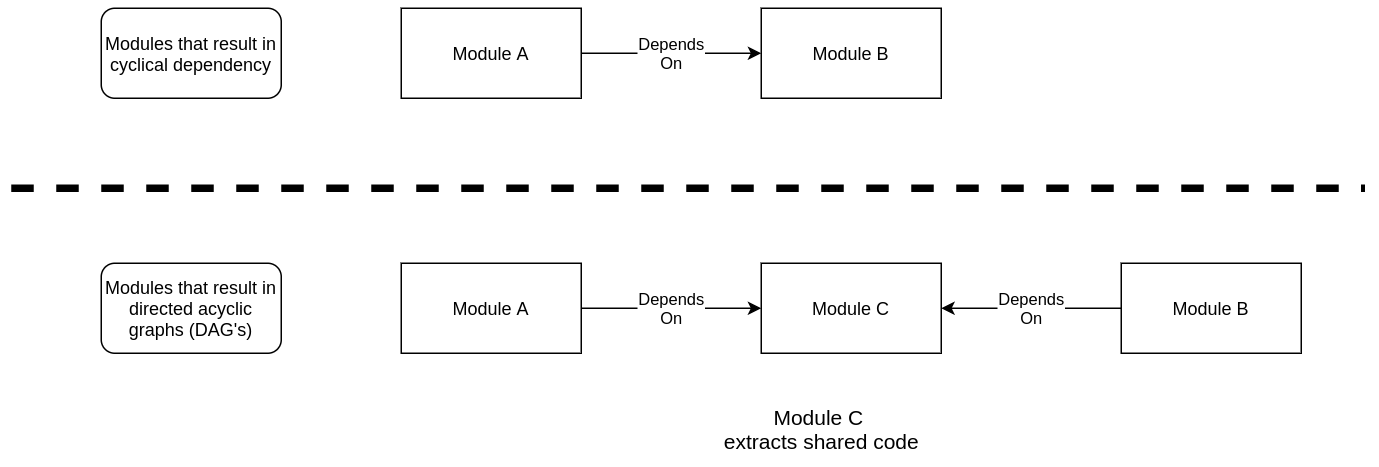 Modules that result in
cyclical dependency
Module A
Depends
On
Module B
Modules that result in
directed acyclic
graphs (DAG's)
Module A
Depends
On
Module C
Depends
On
Module B
Module C
extracts shared code